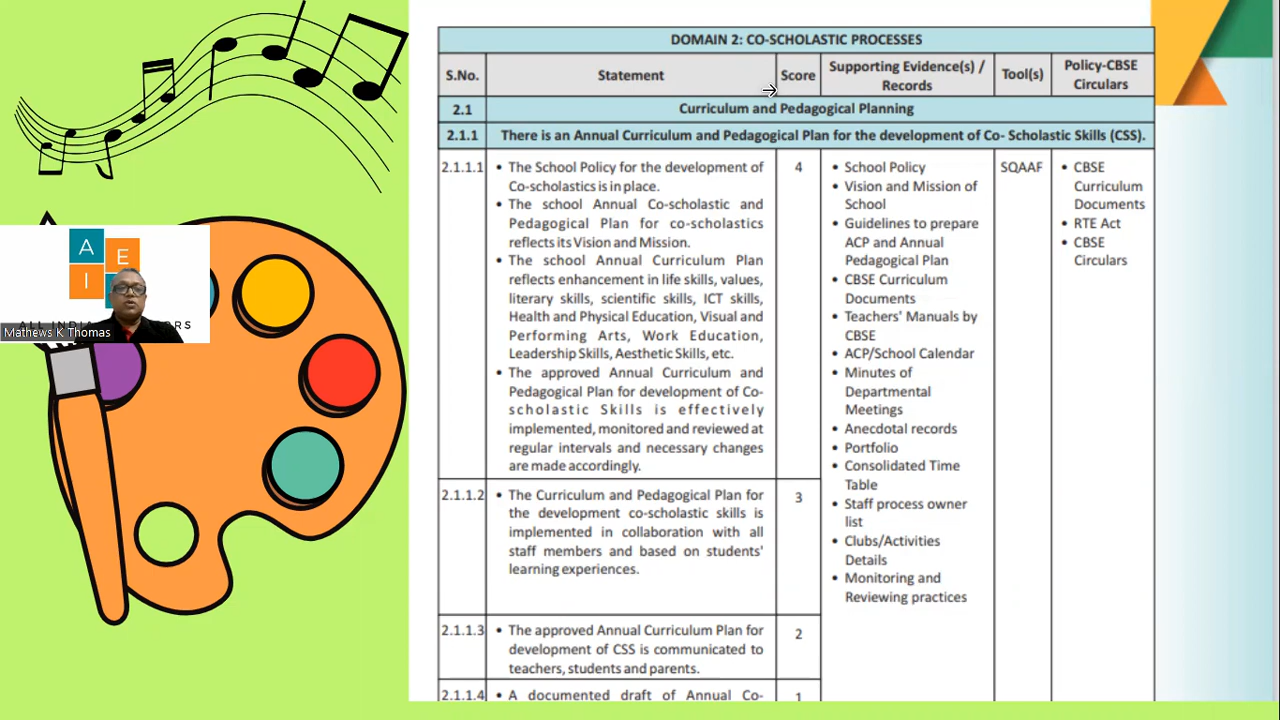 DOMAIN 2: CO-SCHOLASTIC PROCESSES
S.No.
Statement
Score
Supporting Evidence(s) /
Records
Tool(s)
Policy-CBSE
Circulars
2.1
Curriculum and Pedagogical Planning
2.1.1
There is an Annual Curriculum and Pedagogical Plan for the development of Co- Scholastic Skills (CSS).
2.1.1.1
• The School Policy for the development of
Co-scholastics is in place.
• The school Annual Co-scholastic and
Pedagogical Plan for co-scholastics
reflects its Vision and Mission.
• The school Annual Curriculum Plan
reflects enhancement in life skills, values,
literary skills, scientific skills, ICT skills,
Health and Physical Education, Visual and
Performing Arts, Work Education,
Leadership Skills, Aesthetic Skills, etc.
• The approved Annual Curriculum and
Pedagogical Plan for development of Co-
scholastic Skills is effectively
implemented, monitored and reviewed at
regular intervals and necessary changes
are made accordingly.
4
• School Policy
• Vision and Mission of
School
• Guidelines to prepare
ACP and Annual
Pedagogical Plan
• CBSE Curriculum
Documents
• Teachers' Manuals by
CBSE
• ACP/School Calendar
• Minutes of
Departmental
Meetings
• Anecdotal records
• Portfolio
• Consolidated Time
Table
• Staff process owner
list
• Clubs/Activities
Details
• Monitoring and
Reviewing practices
SQAAF
• CBSE
Curriculum
Documents
• RTE Act
• CBSE
Circulars
2.1.1.2
• The Curriculum and Pedagogical Plan for
the development co-scholastic skills is
implemented in collaboration with all
staff members and based on students'
learning experiences.
3
2.1.1.3
• The approved Annual Curriculum Plan for
development of CSS is communicated to
teachers, students and parents.
2
2.1.1.4
• A documented draft of Annual Co-
1
A
E
I
ALL INDIA
ORS
Mathews K Thomas